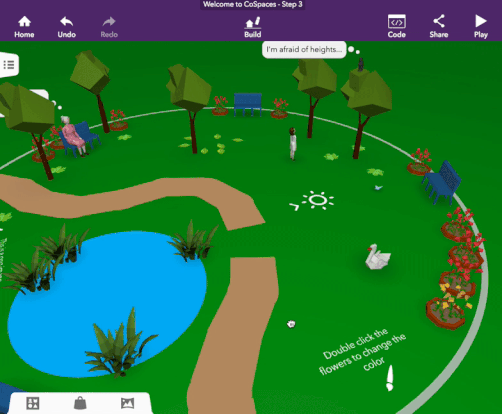 Welcome to CoSpaces - Step 3
Home
Undo
Redo
Build
Code
Share
Play
I'm afraid of heights...
Double click the
flowers to change the
color